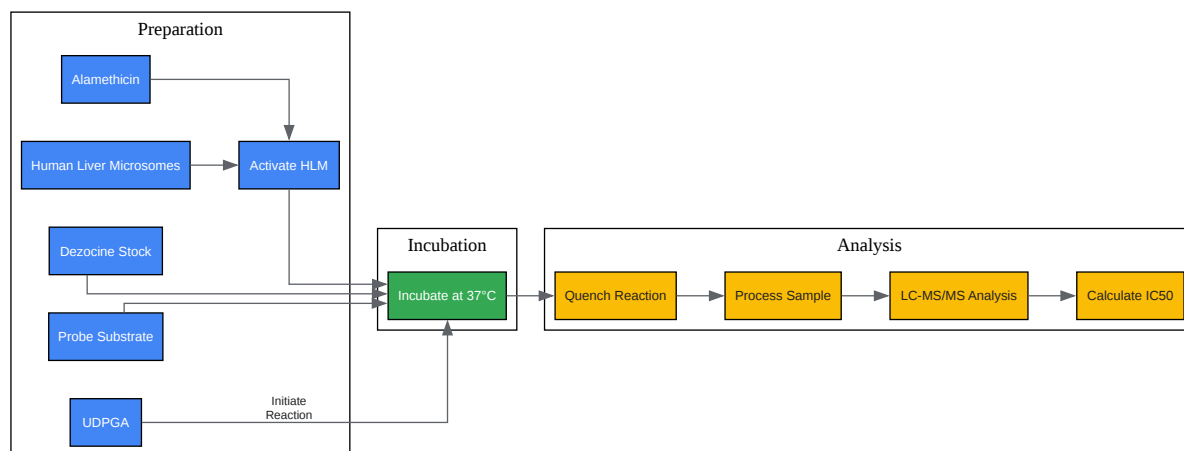 Preparation
Alamethicin
Human Liver Microsomes
Activate HLM
Dezocine Stock
Probe Substrate
UDPGA
Initiate
Reaction
Incubation
Incubate at 37°C
Analysis
Quench Reaction
Process Sample
LC-MS/MS Analysis
Calculate IC50